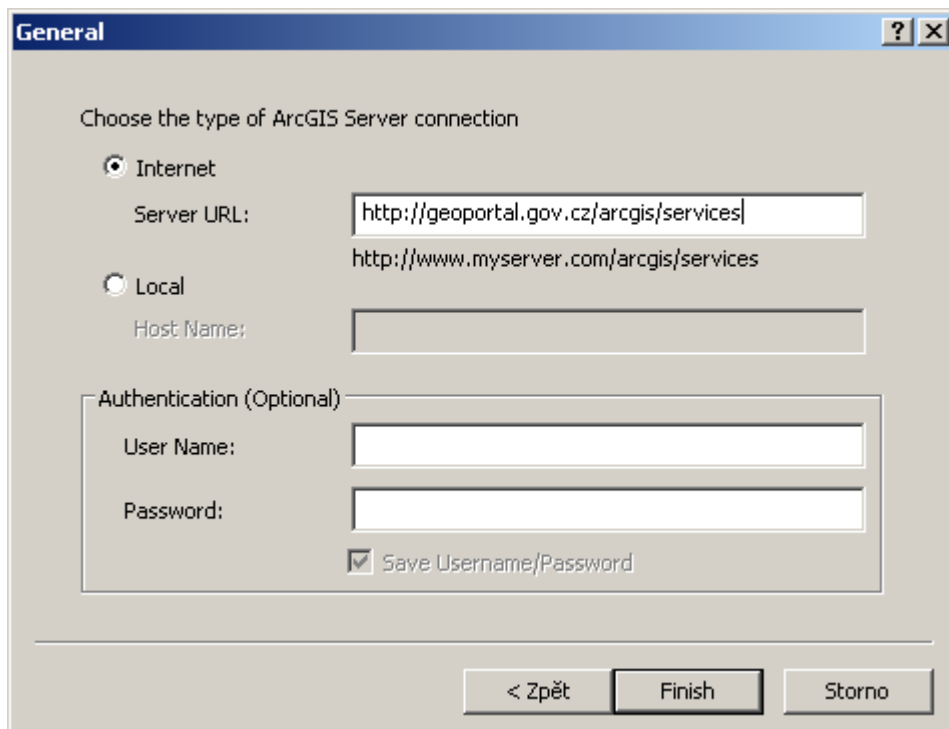 General
Choose the type of ArcGIS Server connection
Internet
Server URL: http://geoportal.gov.cz/arcgis/services
http://www.myserver.com/arcgis/services
Local
Host Name:
Authentication (Optional)
User Name:
Password:
Save Username/Password
< Zpět Finish Storno